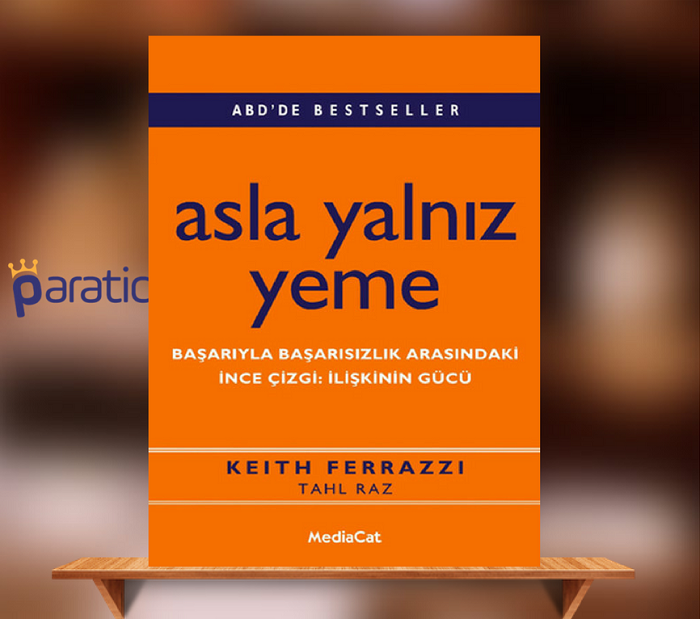 ABD'DE BESTSELLER
asla yalnız
yeme
BAŞARIYLA BAŞARISIZLIK ARASINDAKİ
İNCE ÇİZGİ: İLİŞKİNİN GÜCÜ
KEITH FERRAZZI
TAHL RAZ
MediaCat
paratic